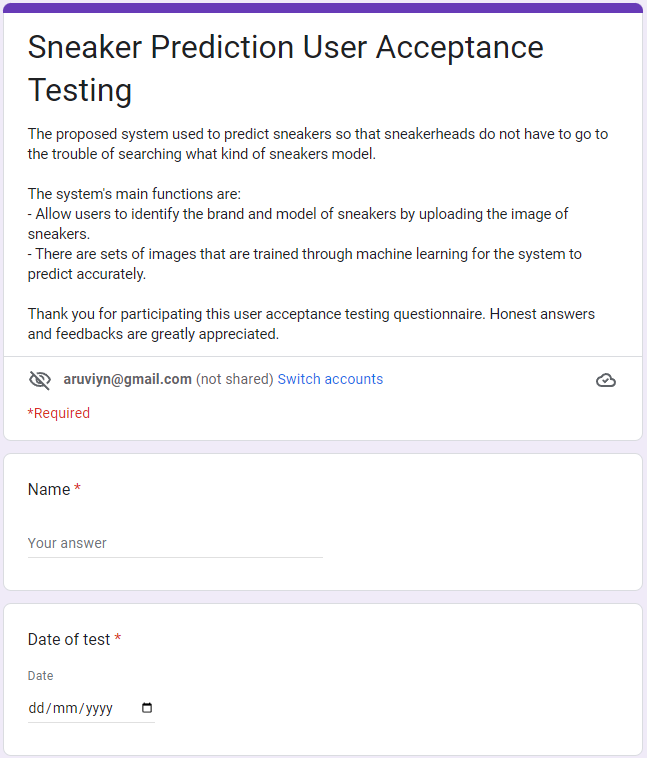 Sneaker Prediction User Acceptance
Testing
The proposed system used to predict sneakers so that sneakerheads do not have to go to
the trouble of searching what kind of sneakers model.
The system's main functions are:
- Allow users to identify the brand and model of sneakers by uploading the image of
sneakers.
- There are sets of images that are trained through machine learning for the system to
predict accurately.
Thank you for participating this user acceptance testing questionnaire. Honest answers
and feedbacks are greatly appreciated.
aruviyn@gmail.com (not shared) Switch accounts
*Required
Name *
Your answer
Date of test *
Date
dd/mm/yyyy